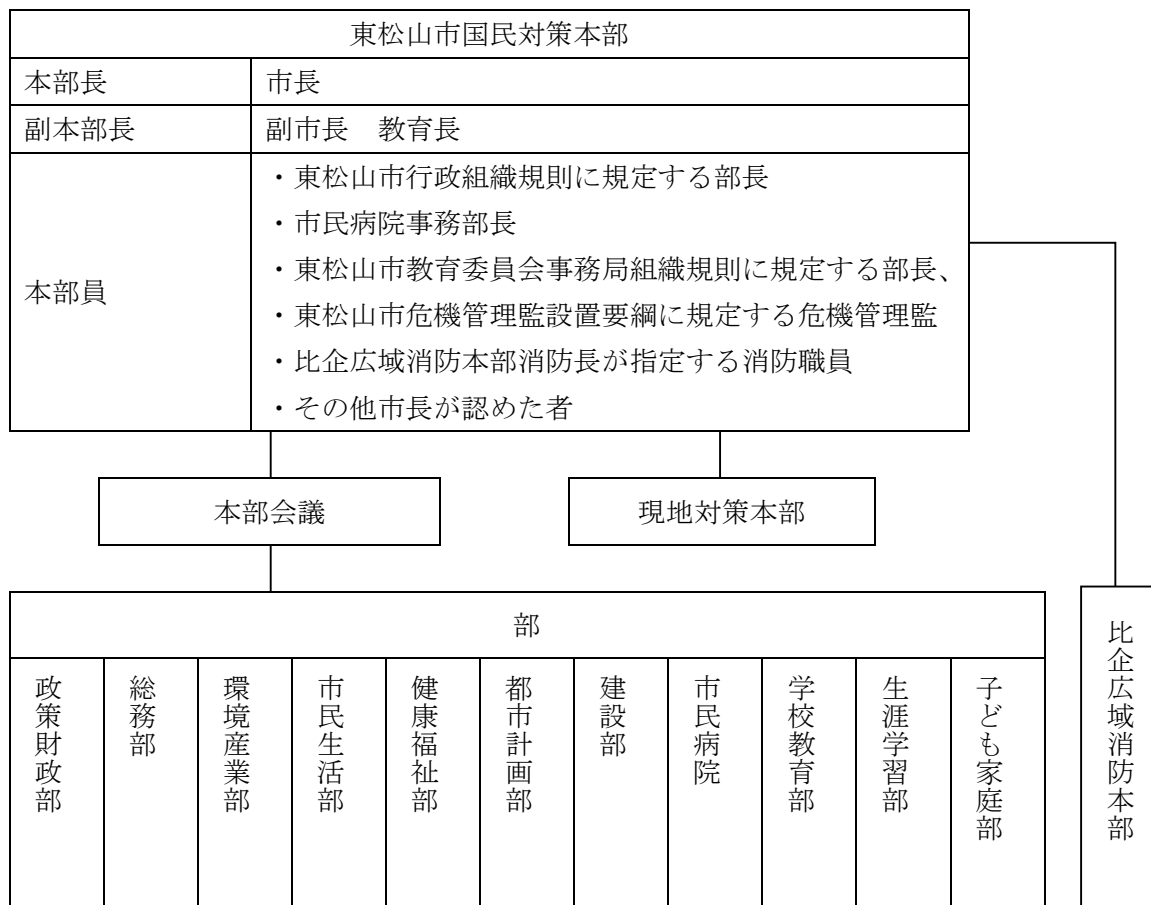 東松山市国民対策本部
本部長 市長
副本部長 副市長　教育長
本部員
・東松山市行政組織規則に規定する部長
・市民病院事務部長
・東松山市教育委員会事務局組織規則に規定する部長、
・東松山市危機管理監設置要綱に規定する危機管理監
・比企広域消防本部消防長が指定する消防職員
・その他市長が認めた者
本部会議
現地対策本部
部
政策財政部
総務部
環境産業部
市民生活部
健康福祉部
都市計画部
建設部
市民病院
学校教育部
生涯学習部
子ども家庭部
比企広域消防本部